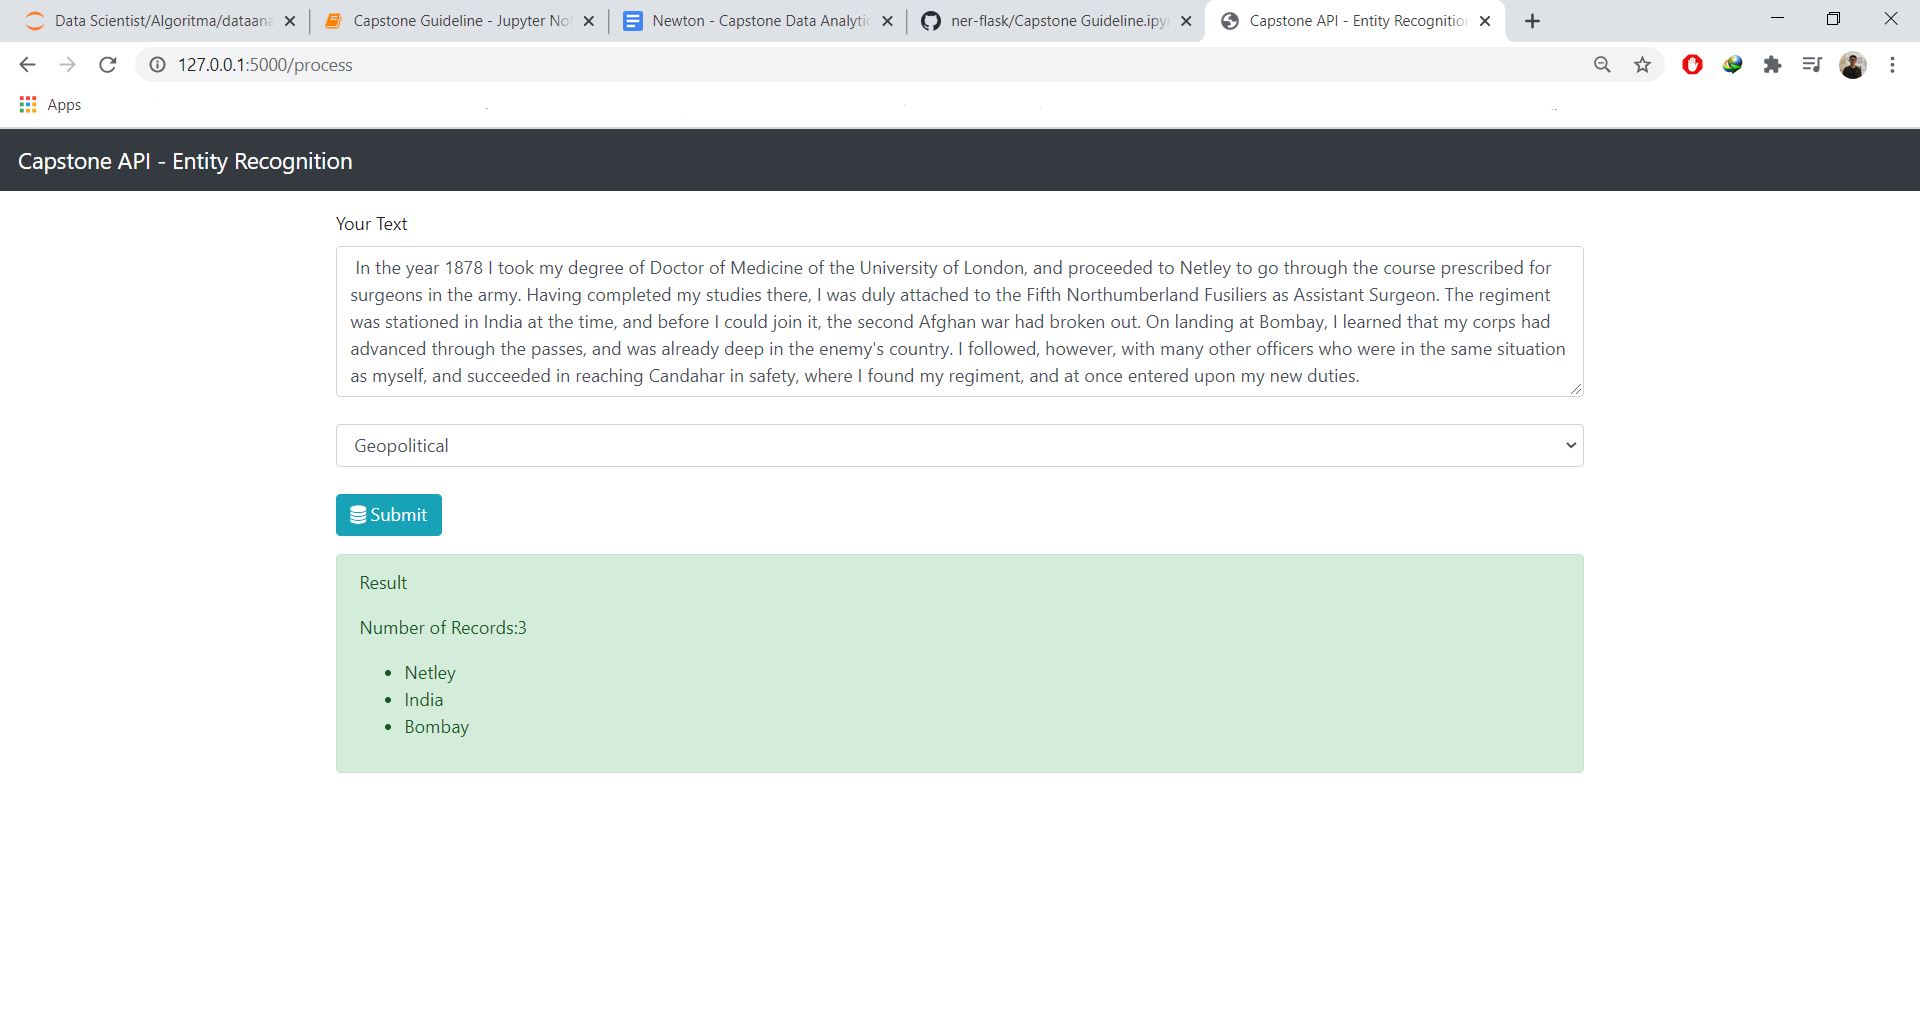 Data Scientist/Algoritma/dataana
Capstone Guideline - Jupyter Not
Newton - Capstone Data Analytic
ner-flask/Capstone Guideline.ipyn
Capstone API - Entity Recognition
127.0.0.1:5000/process
Apps
Capstone API - Entity Recognition
Your Text
In the year 1878 I took my degree of Doctor of Medicine of the University of London, and proceeded to Netley to go through the course prescribed for
surgeons in the army. Having completed my studies there, I was duly attached to the Fifth Northumberland Fusiliers as Assistant Surgeon. The regiment
was stationed in India at the time, and before I could join it, the second Afghan war had broken out. On landing at Bombay, I learned that my corps had
advanced through the passes, and was already deep in the enemy's country. I followed, however, with many other officers who were in the same situation
as myself, and succeeded in reaching Candahar in safety, where I found my regiment, and at once entered upon my new duties.
Geopolitical
Submit
Result
Number of Records:3
Netley
India
Bombay